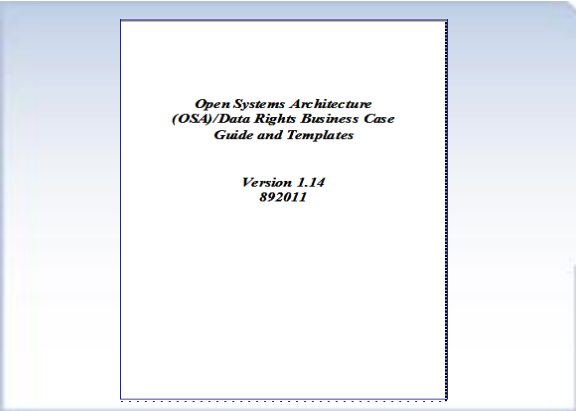 Open Systems Architecture
(OSA)/Data Rights Business Case
Guide and Templates
Version 1.14
892011